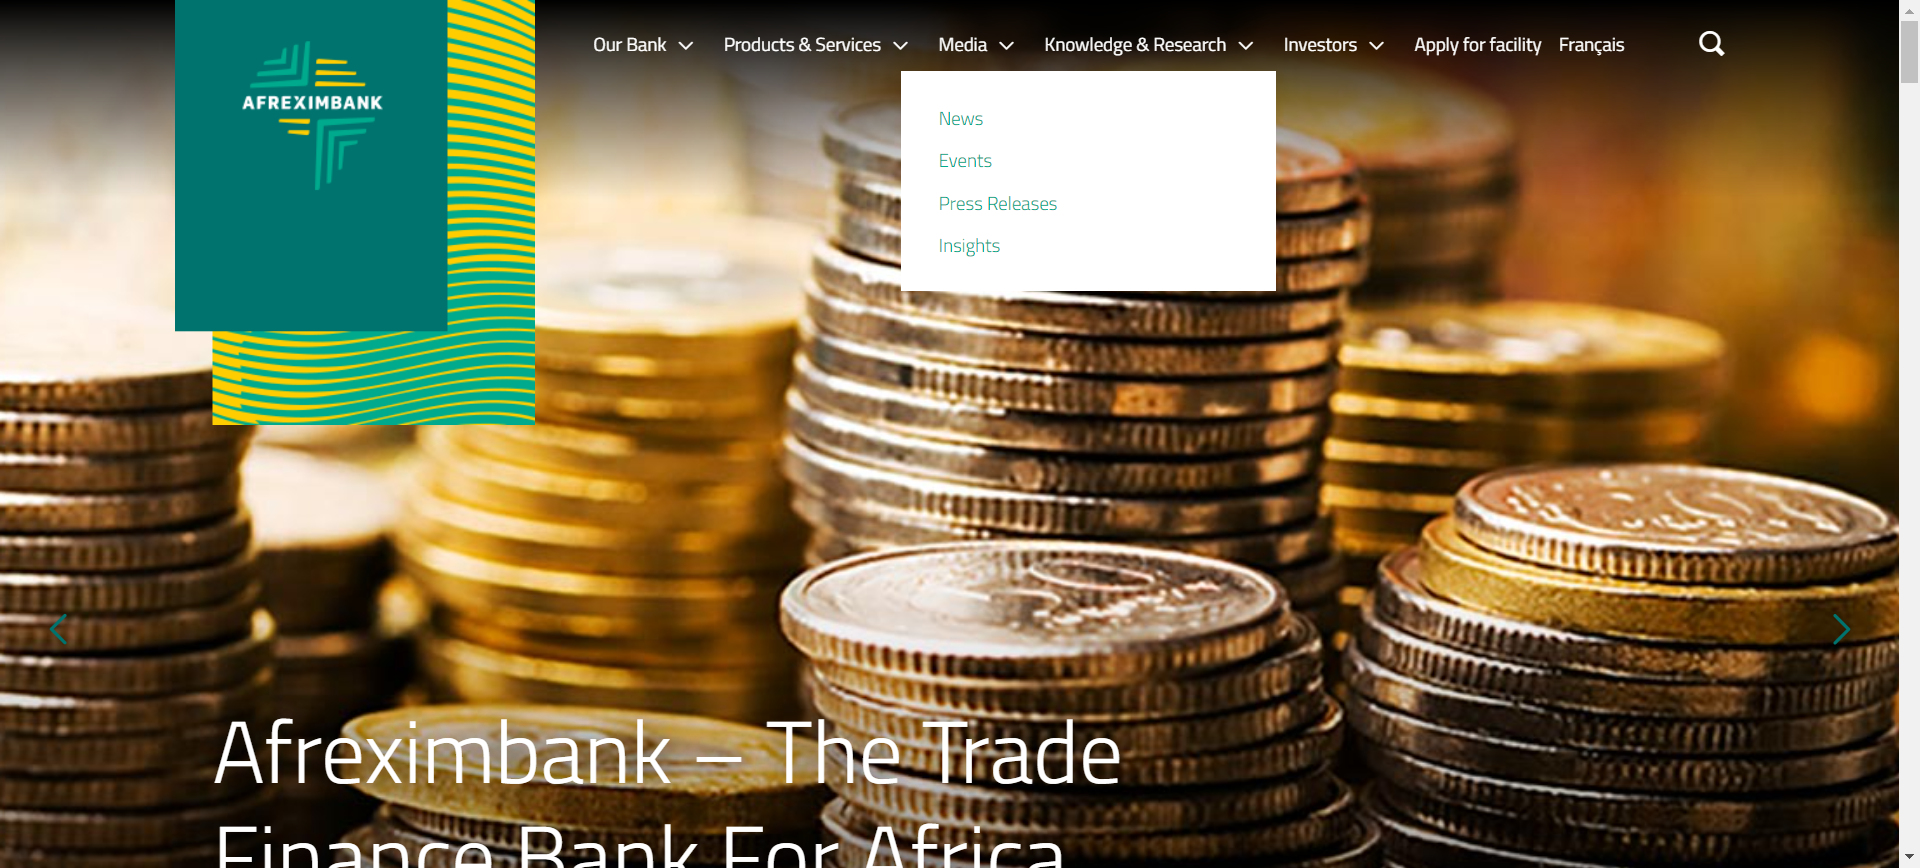 AFREXIMBANK
Our Bank Products & Services Media Knowledge & Research Investors Apply for facility Français
News
Events
Press Releases
Insights
Afreximbank – The Trade
Finance Bank For Africa